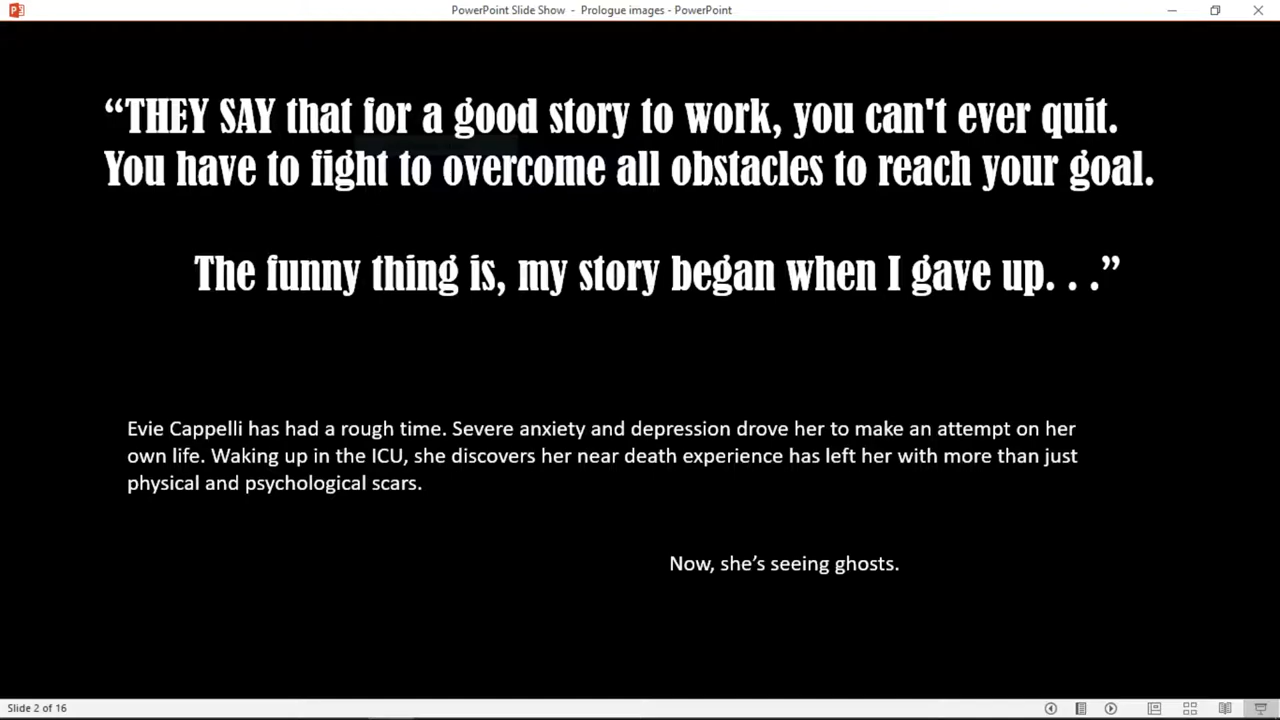 PowerPoint Slide Show - Prologue images - PowerPoint
“THEY SAY that for a good story to work, you can't ever quit.
You have to fight to overcome all obstacles to reach your goal.
The funny thing is, my story began when I gave up. . .”
Evie Cappelli has had a rough time. Severe anxiety and depression drove her to make an attempt on her
own life. Waking up in the ICU, she discovers her near death experience has left her with more than just
physical and psychological scars.
Now, she’s seeing ghosts.
Slide 2 of 16